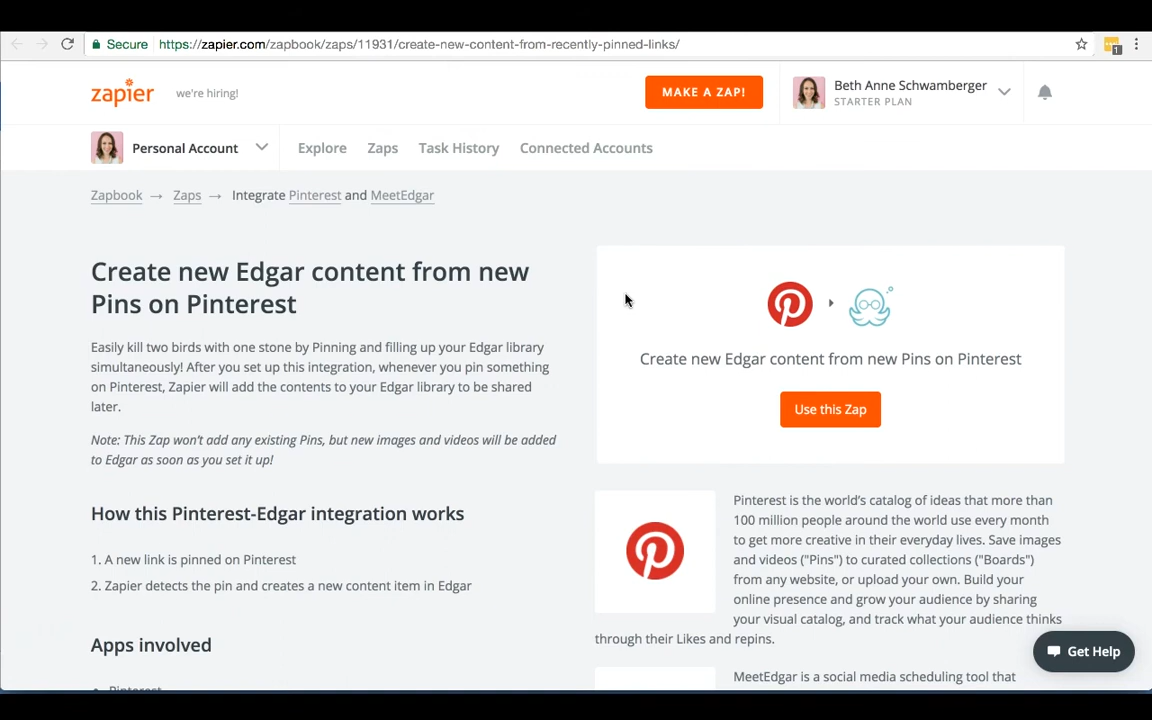 Secure https://zapier.com/zapbook/zaps/11931/create-new-content-from-recently-pinned-links/
1
zapier
we're hiring!
MAKE A ZAP!
Beth Anne Schwamberger
STARTER PLAN
Personal Account
Explore
Zaps
Task History
Connected Accounts
Zapbook → Zaps → Integrate Pinterest and MeetEdgar
Create new Edgar content from new
Pins on Pinterest
Easily kill two birds with one stone by Pinning and filling up your Edgar library
simultaneously! After you set up this integration, whenever you pin something
on Pinterest, Zapier will add the contents to your Edgar library to be shared
later.
Note: This Zap won't add any existing Pins, but new images and videos will be added
to Edgar as soon as you set it up!
How this Pinterest-Edgar integration works
1. A new link is pinned on Pinterest
2. Zapier detects the pin and creates a new content item in Edgar
Apps involved
Pinterest
Create new Edgar content from new Pins on Pinterest
Use this Zap
Pinterest is the world's catalog of ideas that more than
100 million people around the world use every month
to get more creative in their everyday lives. Save images
and videos ("Pins") to curated collections ("Boards")
from any website, or upload your own. Build your
online presence and grow your audience by sharing
your visual catalog, and track what your audience thinks
through their Likes and repins.
MeetEdgar is a social media scheduling tool that
Get Help